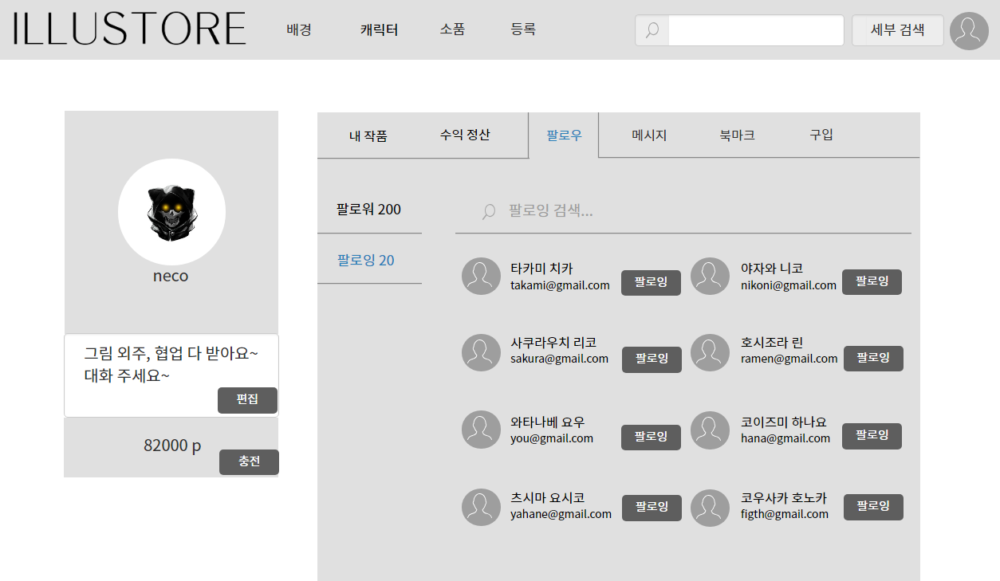 ILLUSTORE
배경
캐릭터
소품
등록
세부 검색
neco
그림 외주, 협업 다 받아요~
대화 주세요~
편집
82000 p
충전
내 작품
수익 정산
팔로우
메시지
북마크
구입
팔로워 200
팔로잉 20
팔로잉 검색...
타카미 치카
takami@gmail.com
팔로잉
야자와 니코
nikoni@gmail.com
팔로잉
사쿠라우치 리코
sakura@gmail.com
팔로잉
호시조라 린
ramen@gmail.com
팔로잉
와타나베 요우
you@gmail.com
팔로잉
코이즈미 하나요
hana@gmail.com
팔로잉
츠시마 요시코
yahane@gmail.com
팔로잉
코우사카 호노카
figth@gmail.com
팔로잉